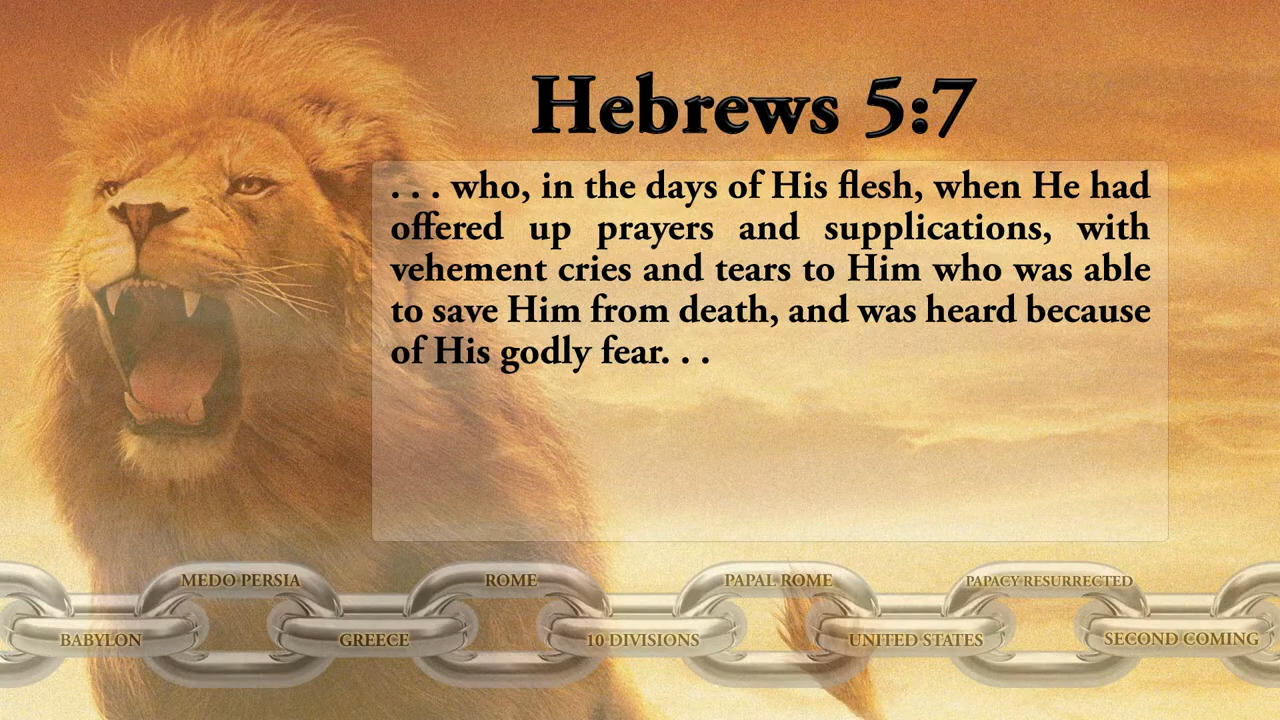 Hebrews 5:7
. . . who, in the days of His flesh, when He had
offered up prayers and supplications, with
vehement cries and tears to Him who was able
to save Him from death, and was heard because
of His godly fear. . .
MEDO PERSIA
ROME
PAPAL ROME
PAPACY RESURRECTED
BABYLON
GREECE
10 DIVISIONS
UNITED STATES
SECOND COMING